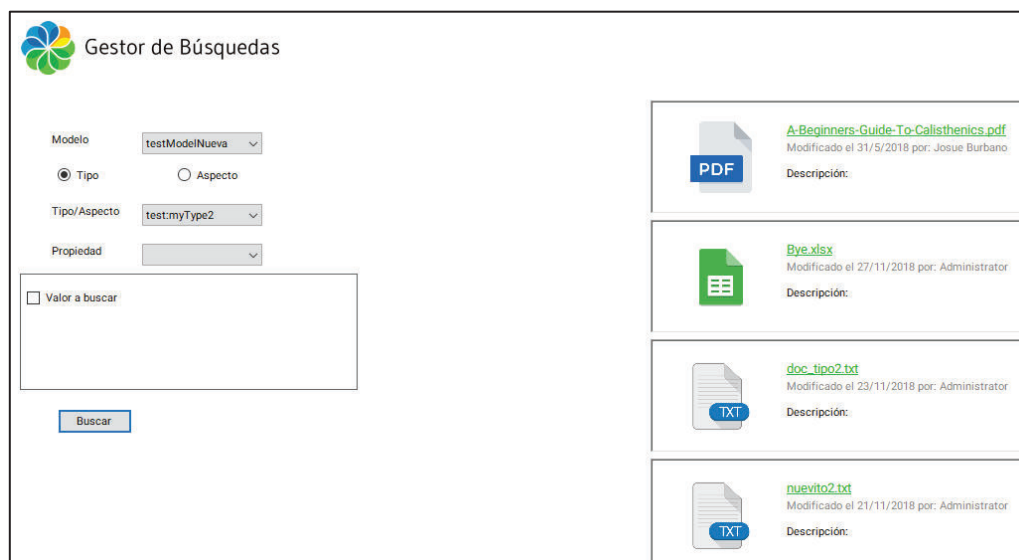 Gestor de Búsquedas
Modelo
testModelNueva
Tipo
Aspecto
Tipo/Aspecto
test:myType2
Propiedad
Valor a buscar
Buscar
PDF
A-Beginners-Guide-To-Calisthenics.pdf
Modificado el 31/5/2018 por: Josue Burbano
Descripción:
Bye.xlsx
Modificado el 27/11/2018 por: Administrator
Descripción:
TXT
doc_tipo2.txt
Modificado el 23/11/2018 por: Administrator
Descripción:
TXT
nuevito2.txt
Modificado el 21/11/2018 por: Administrator
Descripción: